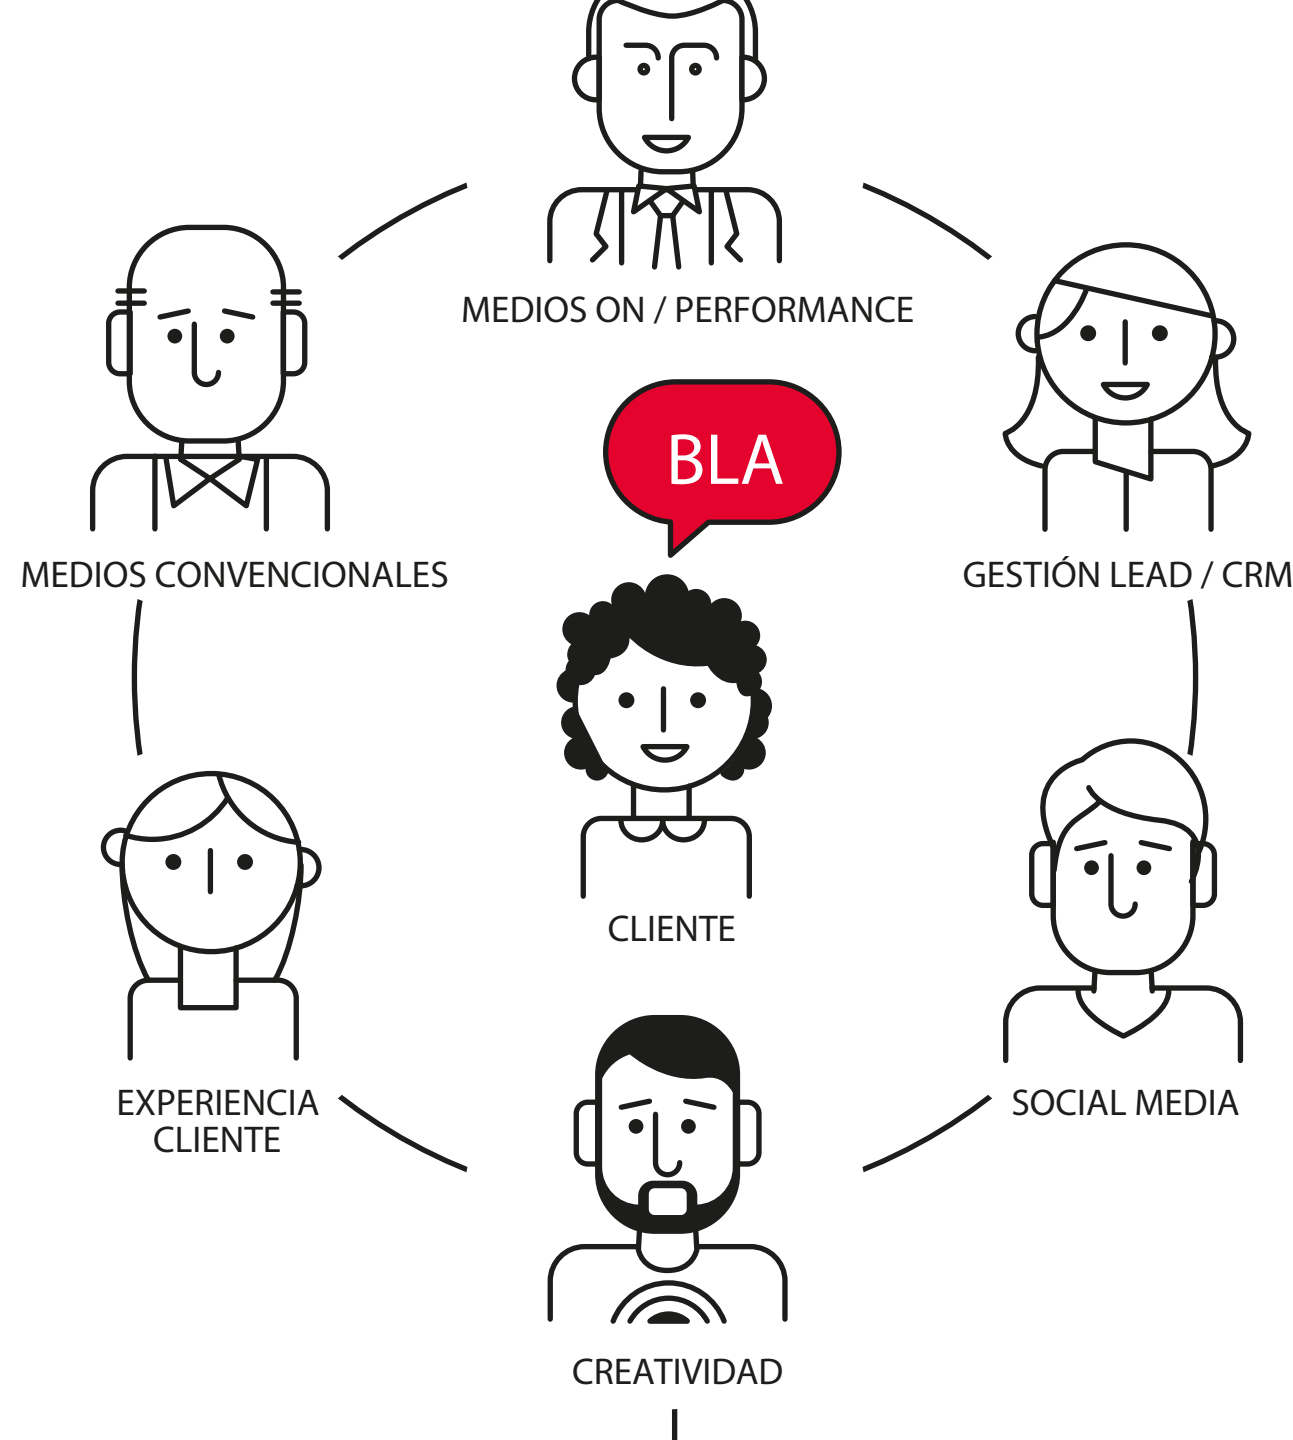 MEDIOS ON / PERFORMANCE
BLA
MEDIOS CONVENCIONALES
GESTIÓN LEAD / CRM
CLIENTE
EXPERIENCIA
CLIENTE
SOCIAL MEDIA
CREATIVIDAD